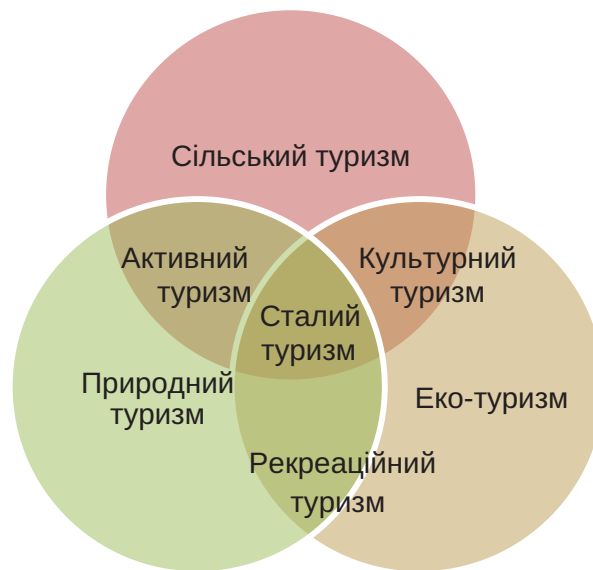 Сільський туризм
Активний
туризм
Культурний
туризм
Сталий
туризм
Природний
туризм
Еко-туризм
Рекреаційний
туризм